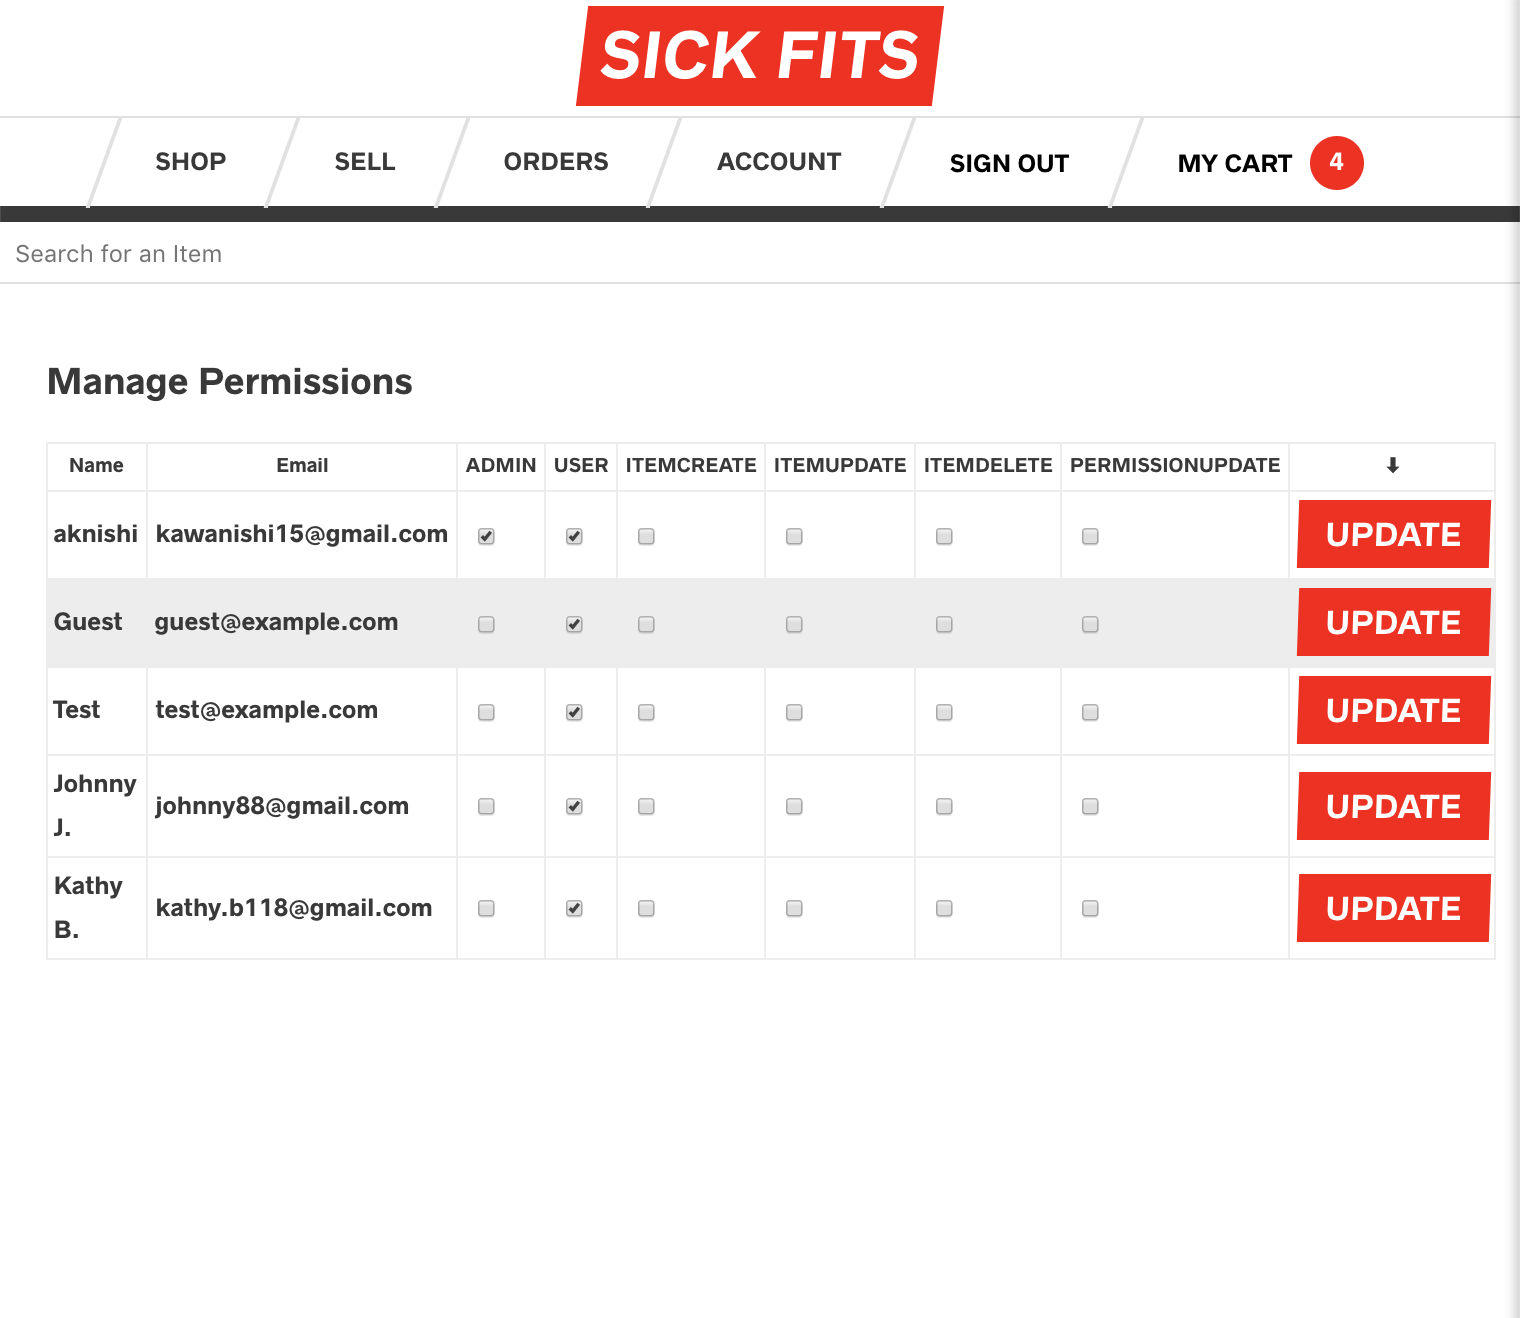 SICK FITS
SHOP SELL ORDERS ACCOUNT SIGN OUT MY CART 4
Search for an Item
Manage Permissions
Name Email ADMIN USER ITEMCREATE ITEMUPDATE ITEMDELETE PERMISSIONUPDATE ⬇
aknishi kawanishi15@gmail.com UPDATE
Guest guest@example.com UPDATE
Test test@example.com UPDATE
Johnny
J. johnny88@gmail.com UPDATE
Kathy
B. kathy.b118@gmail.com UPDATE